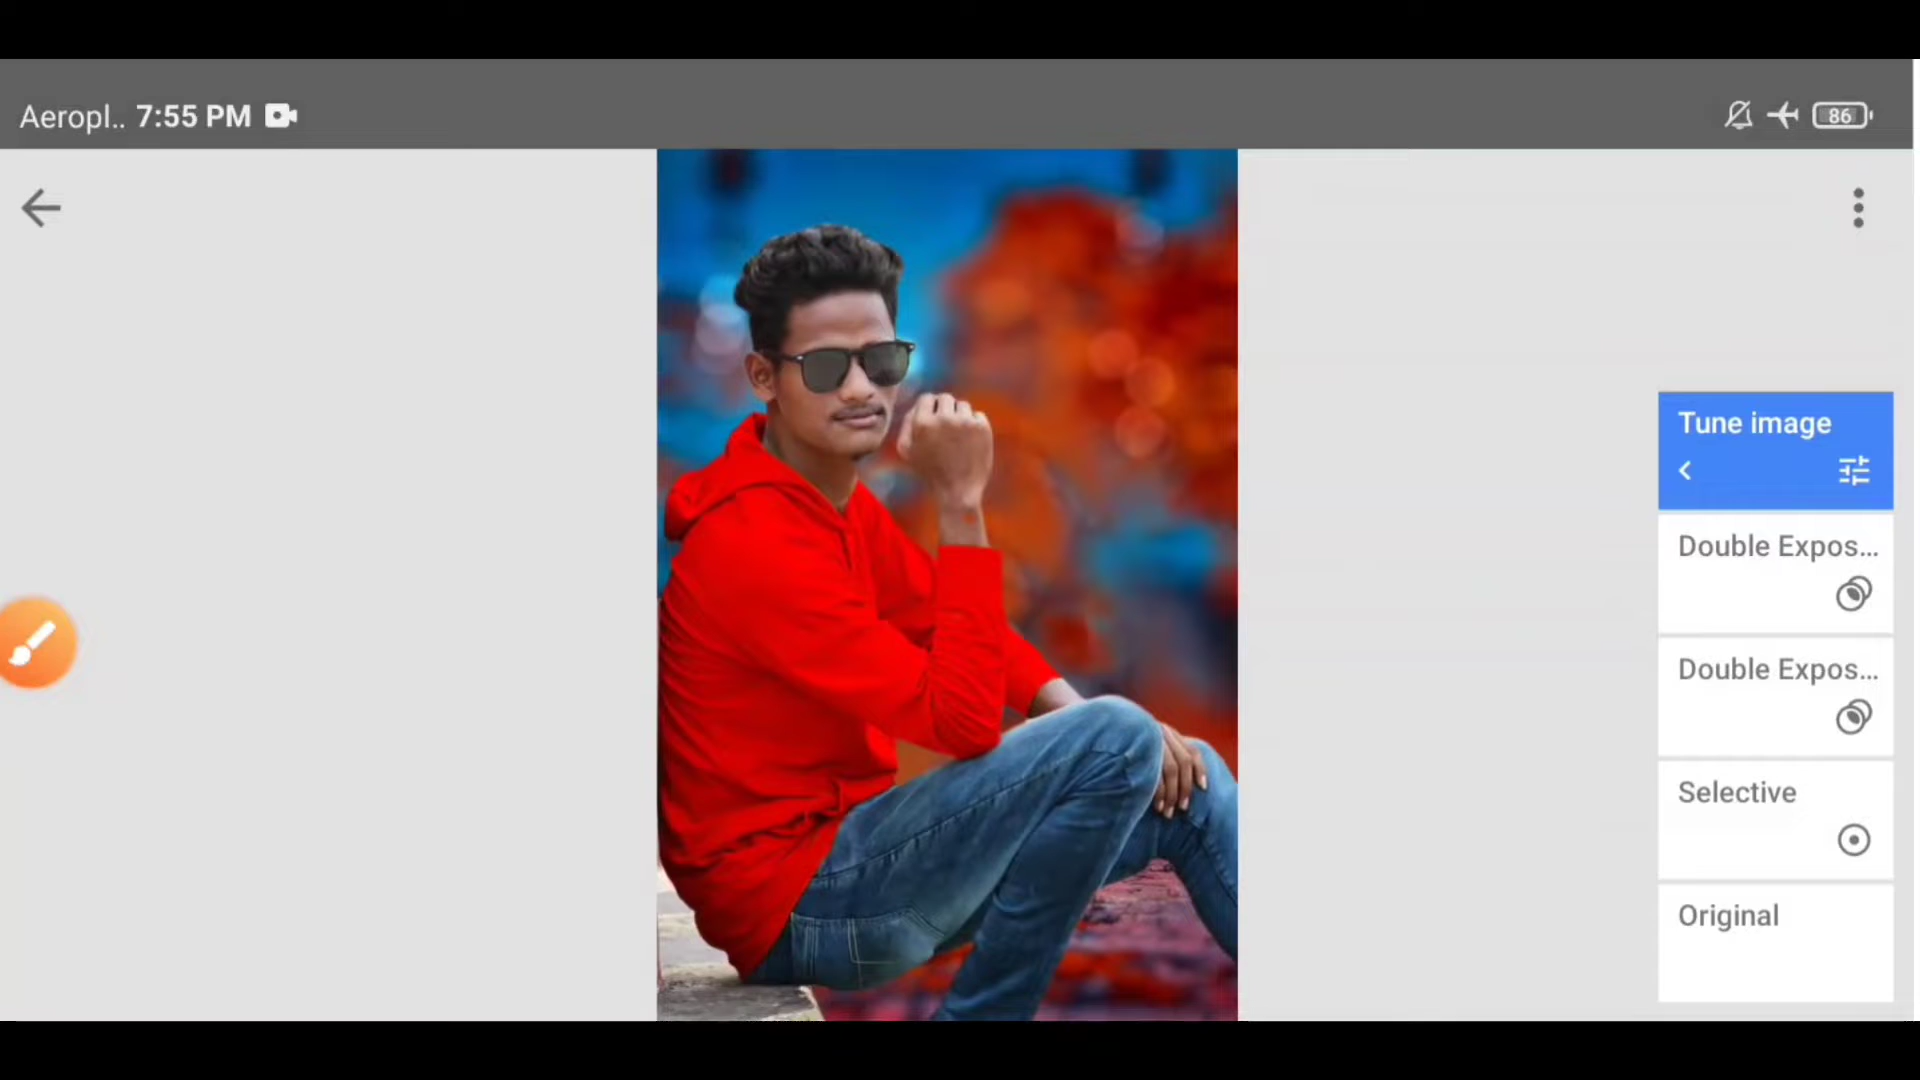 Aeropl.. 7:55 PM
86
Tune image
Double Expos...
Double Expos...
Selective
Original